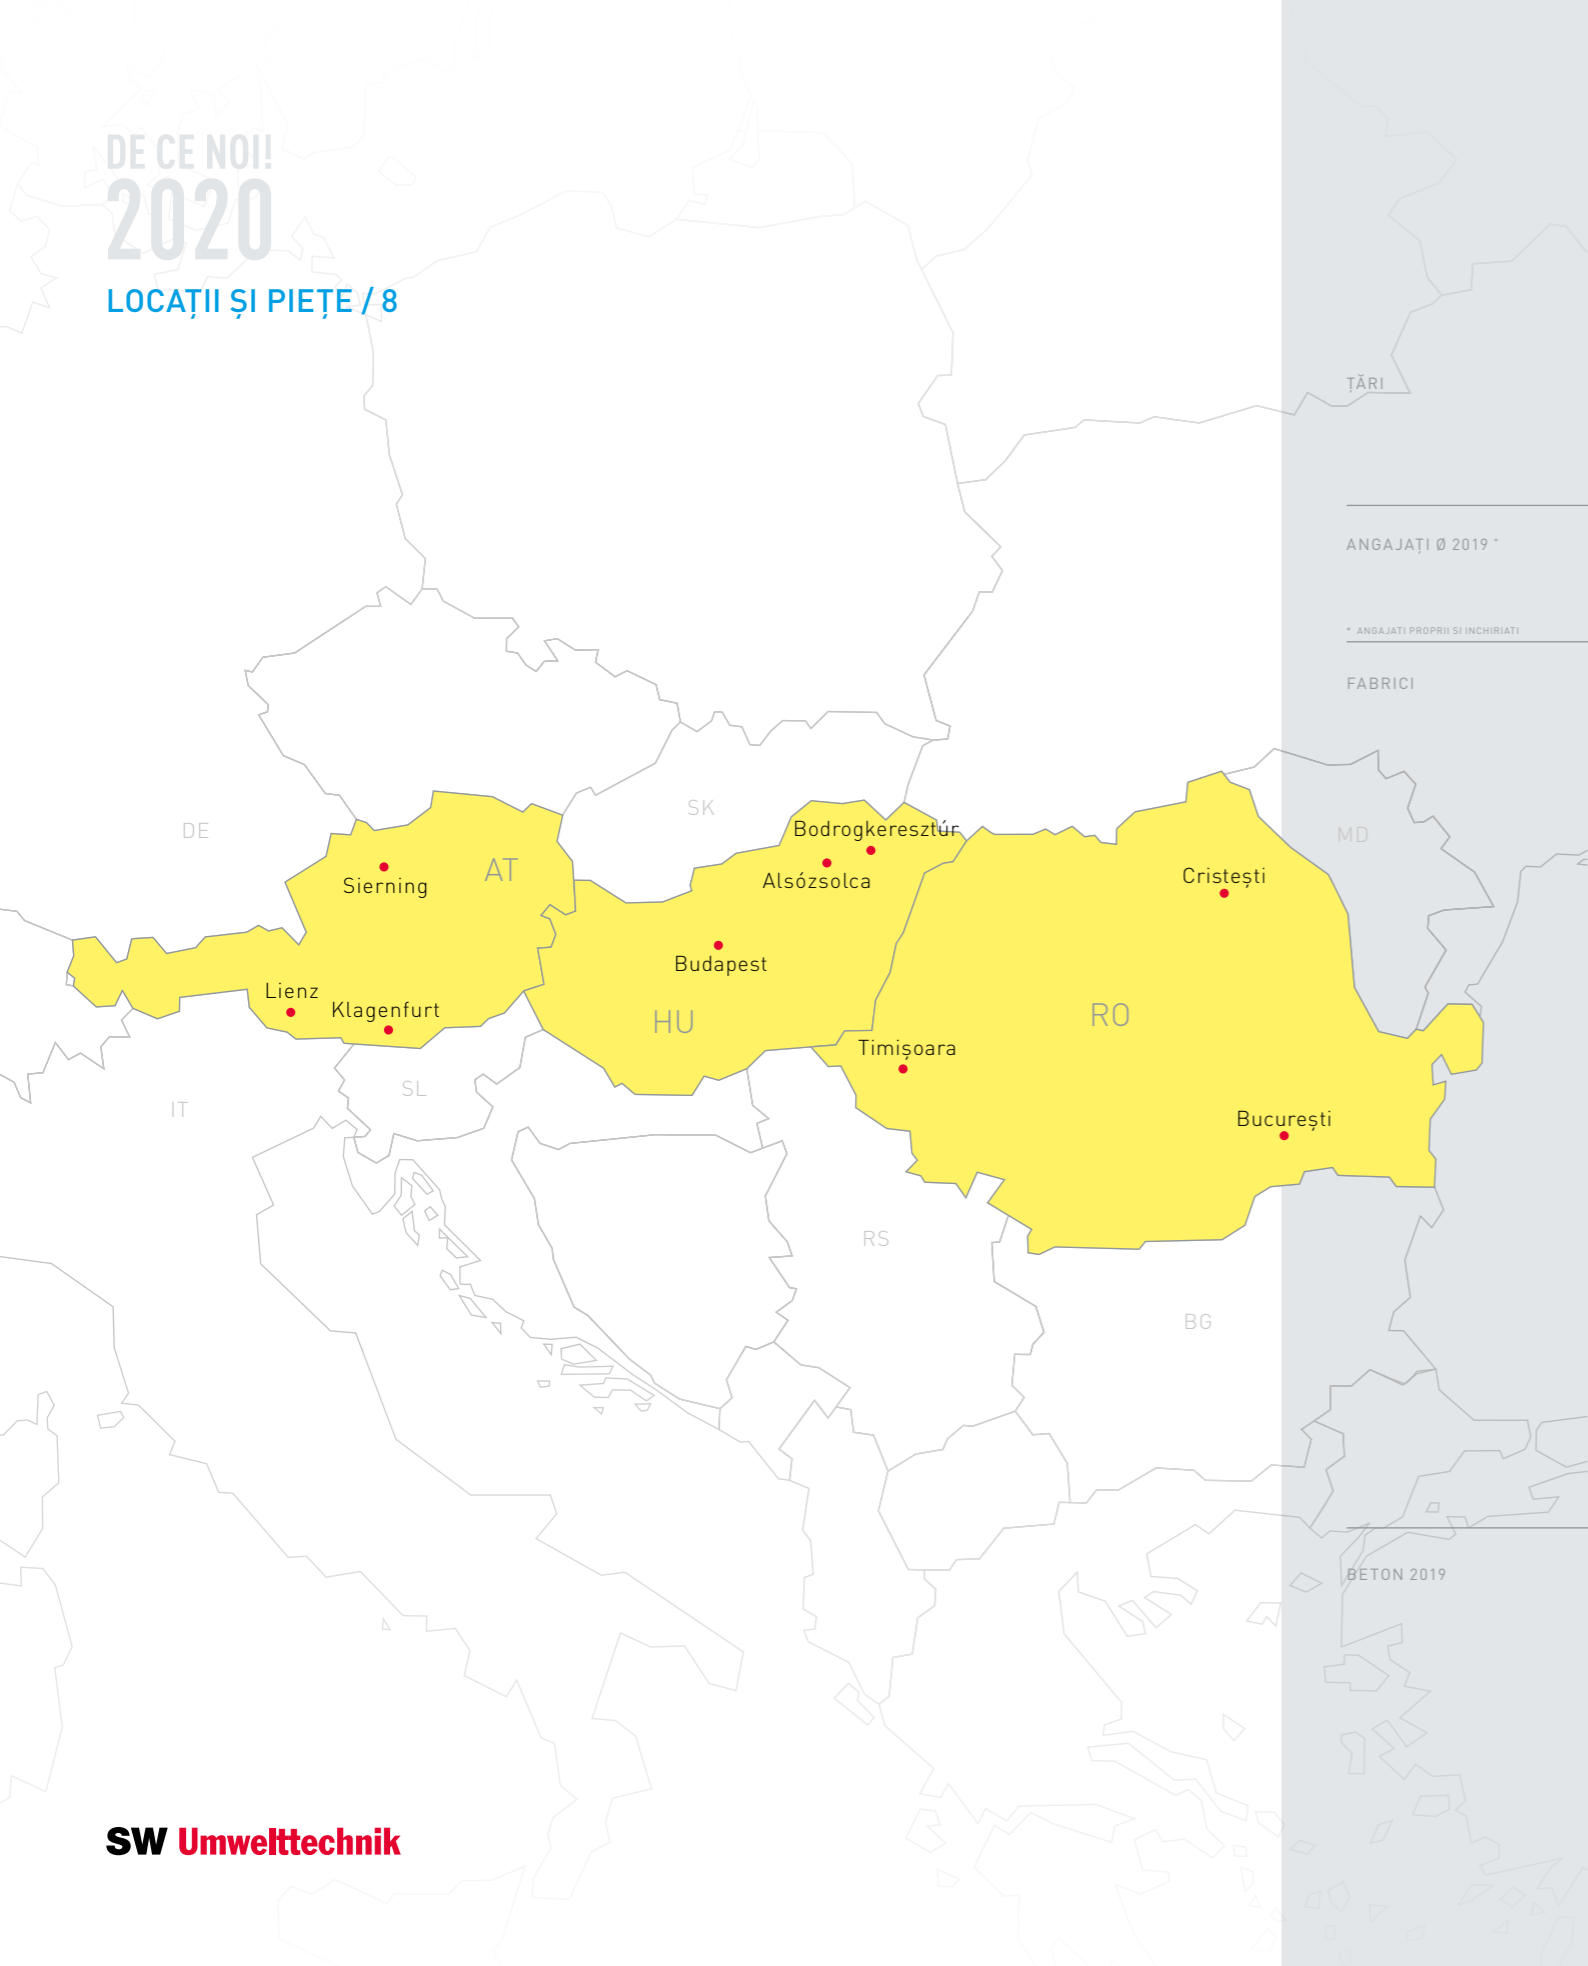 DE CE NOI!
2020
LOCAȚII ȘI PIEȚE / 8
ȚĂRI
ANGAJAȚI Ø 2019 *
* ANGAJATI PROPRII SI INCHIRIATI
FABRICI
DE
SK
MD
Bodrogkeresztúr
AT
Sierning
Alsózsolca
Cristești
Budapest
Lienz
Klagenfurt
HU
RO
Timișoara
SL
IT
București
RS
BG
BETON 2019
SW Umwelttechnik